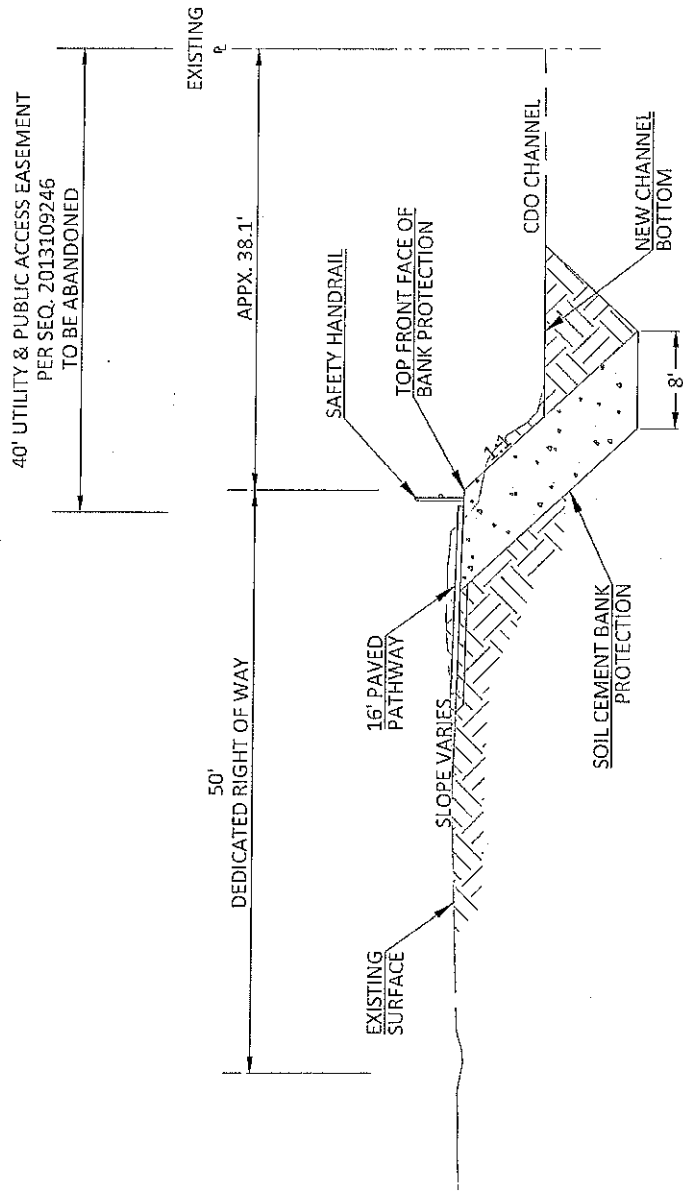 40' UTILITY & PUBLIC ACCESS EASEMENT
PER SEQ. 2013109246
TO BE ABANDONED
EXISTING
PL
APPX. 38.1'
50'
DEDICATED RIGHT OF WAY
SAFETY HANDRAIL
TOP FRONT FACE OF
BANK PROTECTION
CDO CHANNEL
NEW CHANNEL
BOTTOM
16' PAVED
PATHWAY
SLOPE VARIES
1:1
EXISTING
SURFACE
SOIL CEMENT BANK
PROTECTION
8'